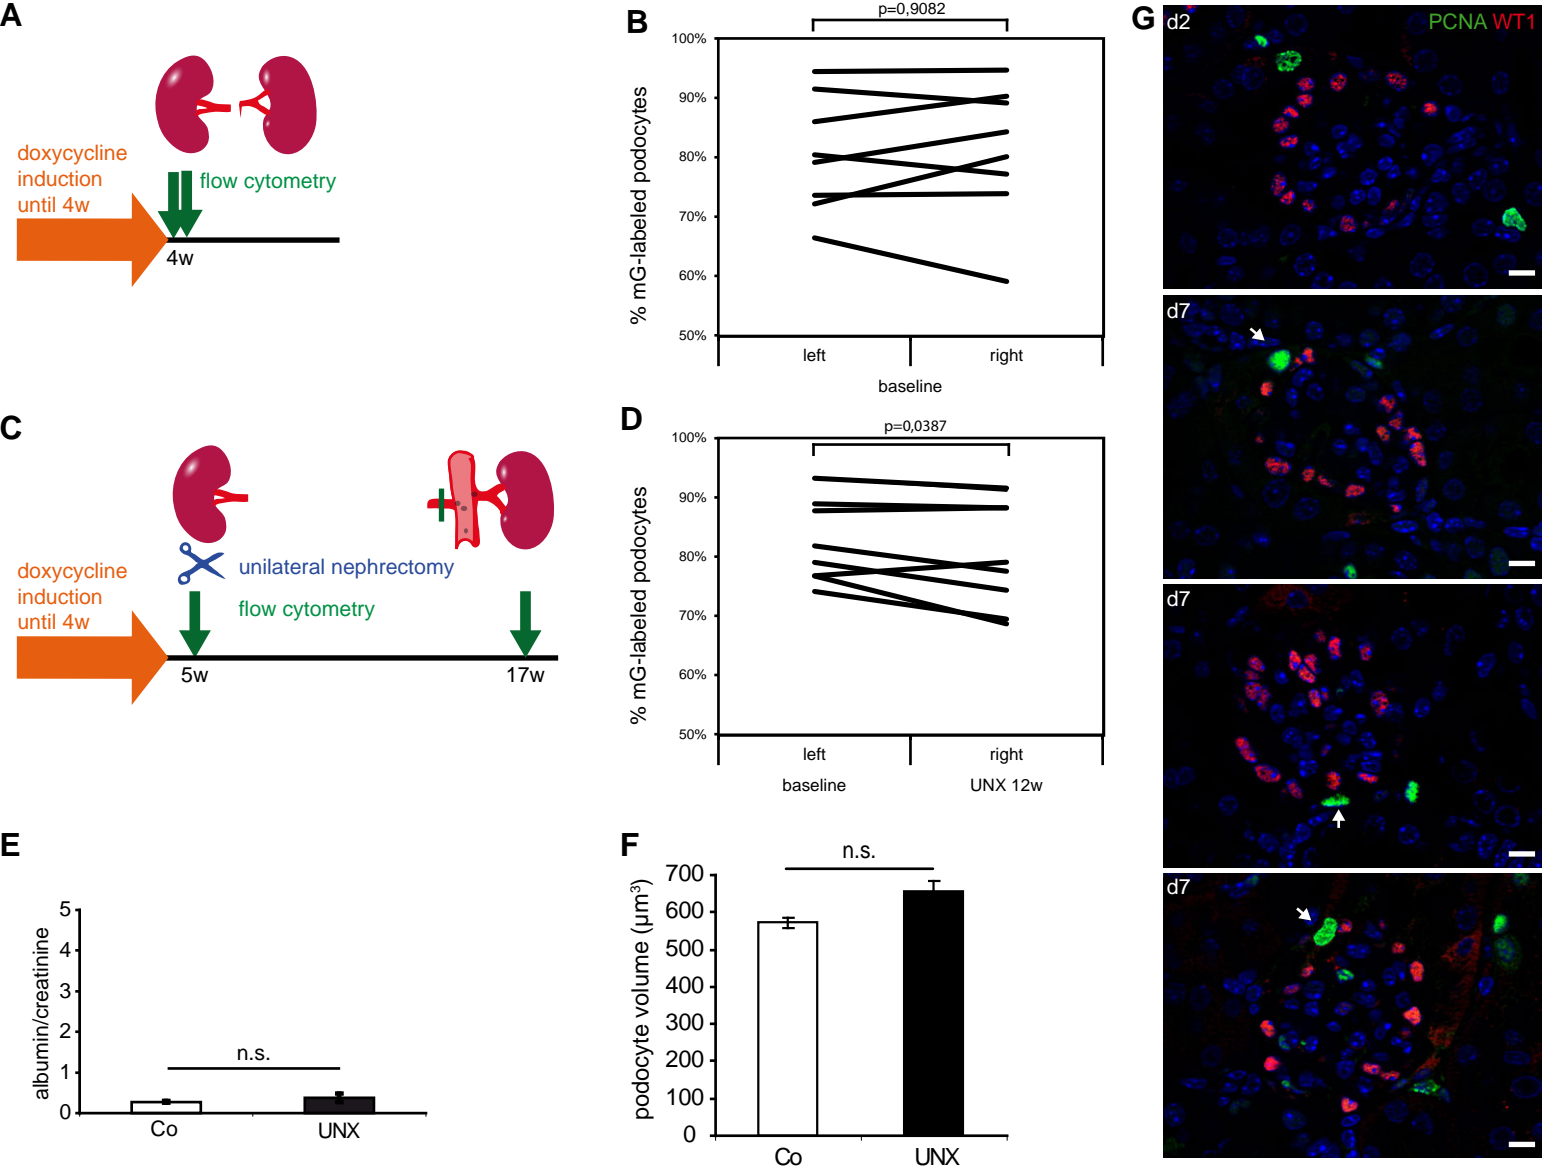 A
doxycycline
induction
until 4w
flow cytometry
4w
B
p=0,9082
% mG-labeled podocytes
100%
90%
80%
70%
60%
50%
left
right
baseline
C
doxycycline
induction
until 4w
unilateral nephrectomy
flow cytometry
5w
17w
D
p=0,0387
% mG-labeled podocytes
100%
90%
80%
70%
60%
50%
left
right
baseline
UNX 12w
E
albumin/creatinine
5
4
3
2
1
0
n.s.
Co
UNX
F
podocyte volume (µm³)
700
600
500
400
300
200
100
0
n.s.
Co
UNX
G
d2
PCNA WT1
d7
d7
d7